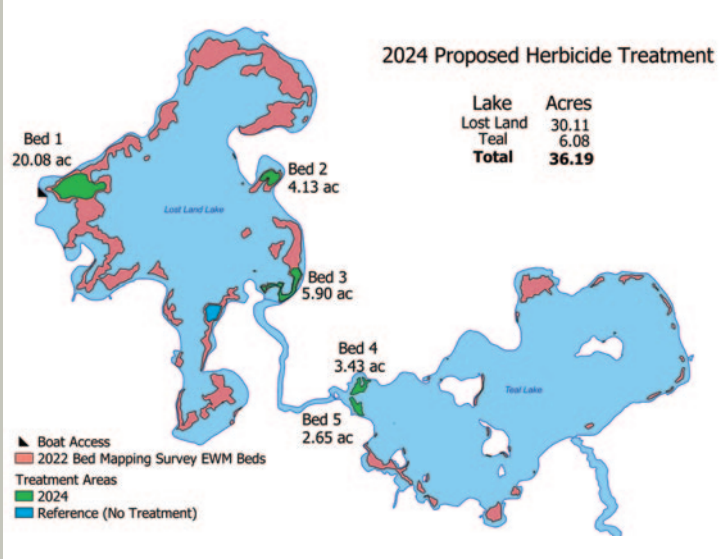 2024 Proposed Herbicide Treatment
Lake Acres
Lost Land 30.11
Teal 6.08
Total 36.19
Bed 1
20.08 ac
Bed 2
4.13 ac
Lost Land Lake
Bed 3
5.90 ac
Bed 4
3.43 ac
Teal Lake
Bed 5
2.65 ac
Boat Access
2022 Bed Mapping Survey EWM Beds
Treatment Areas
2024
Reference (No Treatment)